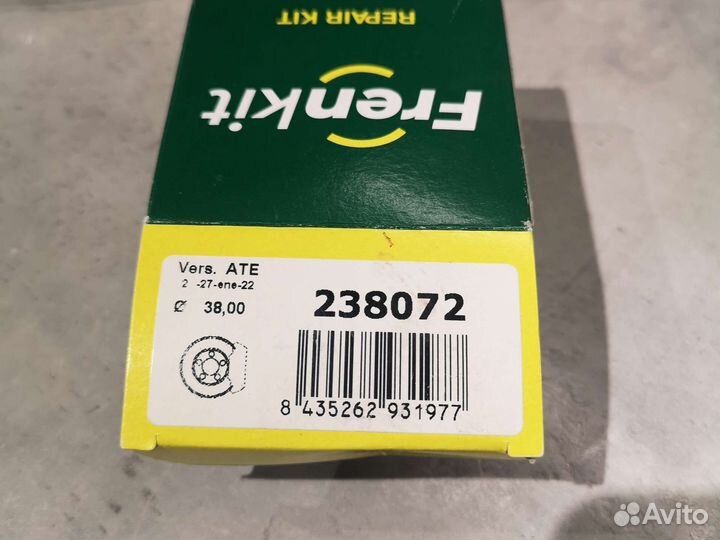 REPAIR KIT
Frenkit
Vers. ATE
2 -27-ene-22
Ȼ 38,00
238072
8 435262 931977
Avito